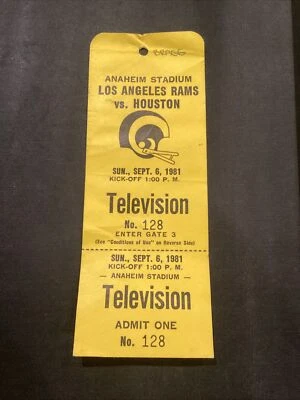 ANAHEIM STADIUM
LOS ANGELES RAMS
vs. HOUSTON
SUN., SEPT. 6, 1981
KICK-OFF 1:00 P. M.
Television
No. 128
ENTER GATE 3
(See "Conditions of Use" on Reverse Side)
SUN., SEPT. 6, 1981
KICK-OFF 1:00 P. M.
— ANAHEIM STADIUM —
Television
ADMIT ONE
No. 128